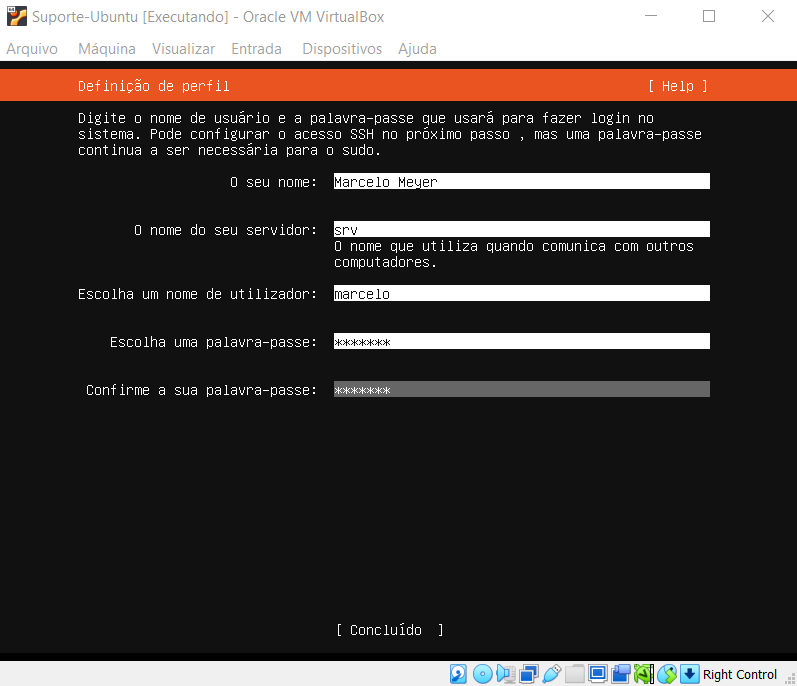 Suporte-Ubuntu [Executando] - Oracle VM VirtualBox
Arquivo Máquina Visualizar Entrada Dispositivos Ajuda
Definição de perfil [ Help ]
Digite o nome de usuário e a palavra-passe que usará para fazer login no
sistema. Pode configurar o acesso SSH no próximo passo , mas uma palavra-passe
continua a ser necessária para o sudo.
O seu nome: Marcelo Meyer
O nome do seu servidor: srv
O nome que utiliza quando comunica com outros
computadores.
Escolha um nome de utilizador: marcelo
Escolha uma palavra-passe: *******
Confirme a sua palavra-passe: *******
[ Concluído ]
Right Control